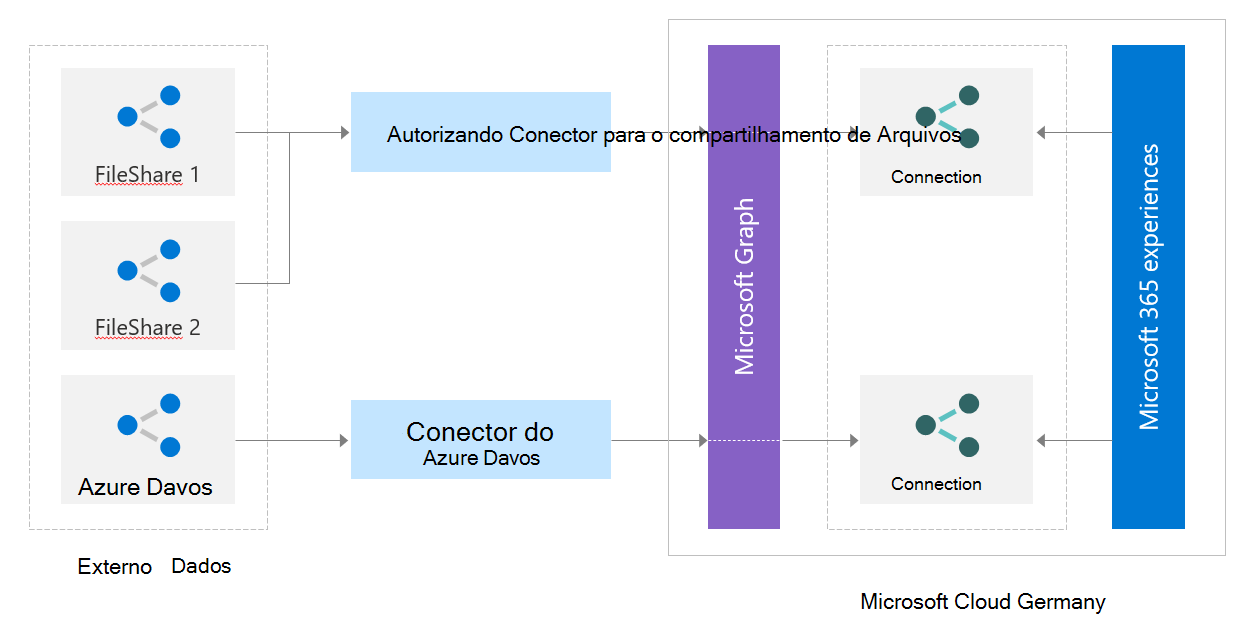 FileShare 1
FileShare 2
Azure Davos
Externo Dados
Autorizando Conector para o compartilhamento de Arquivos
Conector do
Azure Davos
Microsoft Graph
Connection
Connection
Microsoft 365 experiences
Microsoft Cloud Germany